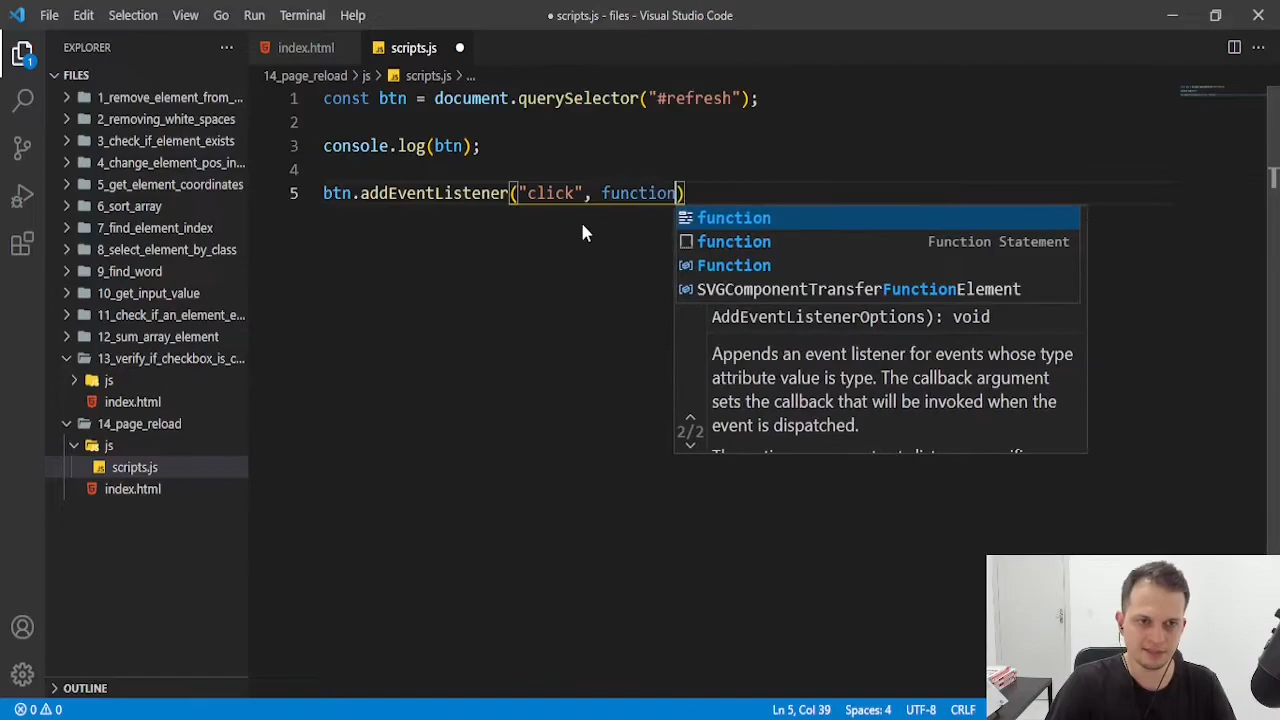 File Edit Selection View Go Run Terminal Help
● scripts.js - files - Visual Studio Code
EXPLORER
index.html
scripts.js
FILES
14_page_reload > js > scripts.js > ...
1
1_remove_element_from_...
2_removing_white_spaces
3_check_if_element_exists
4_change_element_pos_in...
5_get_element_coordinates
6_sort_array
7_find_element_index
8_select_element_by_class
9_find_word
10_get_input_value
11_check_if_an_element_e...
12_sum_array_element
13_verify_if_checkbox_is_c...
js
index.html
14_page_reload
js
scripts.js
index.html
OUTLINE
1 const btn = document.querySelector("#refresh");
2
3 console.log(btn);
4
5 btn.addEventListener("click", function)
function
function Function Statement
Function
SVGComponentTransferFunctionElement
AddEventListenerOptions): void
Appends an event listener for events whose type
attribute value is type. The callback argument
sets the callback that will be invoked when the
event is dispatched.
2/2
0 0
Ln 5, Col 39 Spaces: 4 UTF-8 CRLF